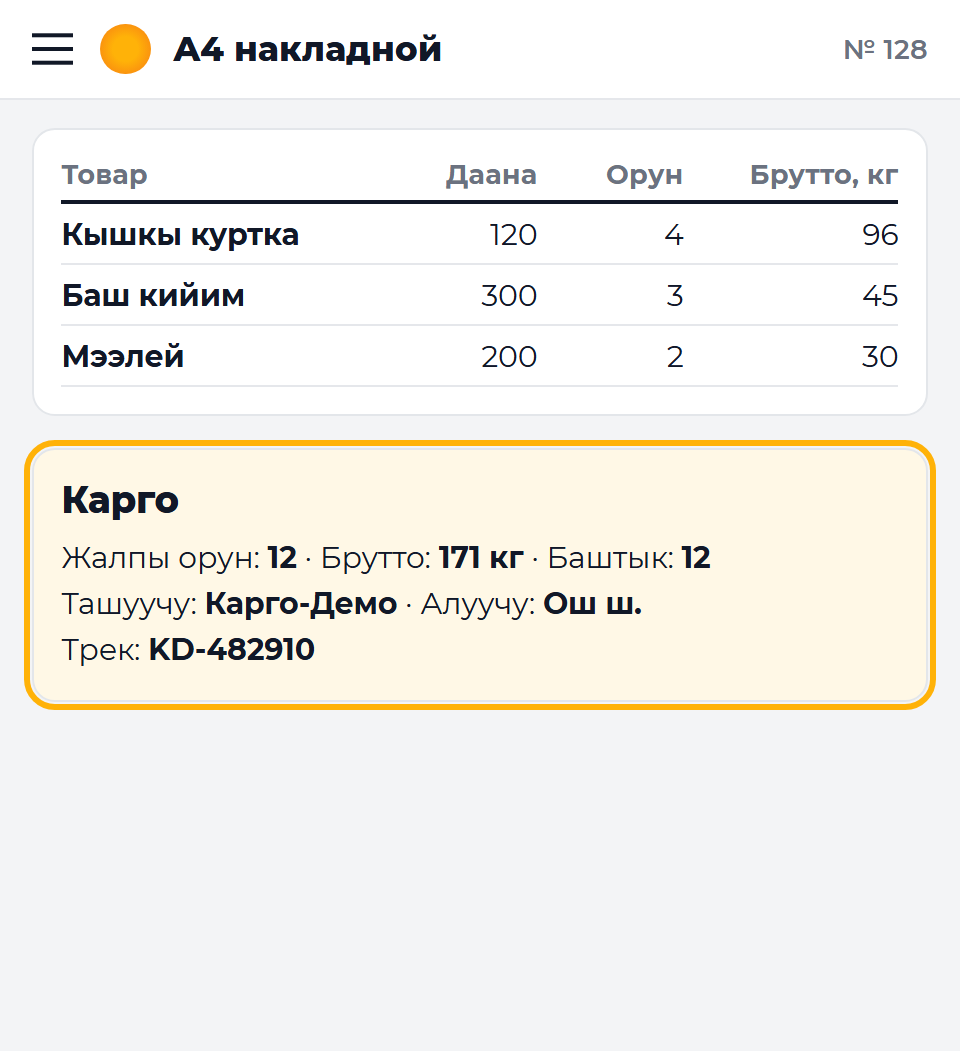 А4 накладной
№ 128
Товар Даана Орун Брутто, кг
Кышкы куртка 120 4 96
Баш кийим 300 3 45
Мээлей 200 2 30
Карго
Жалпы орун: 12 · Брутто: 171 кг · Баштык: 12
Ташуучу: Карго-Демо · Алуучу: Ош ш.
Трек: KD-482910